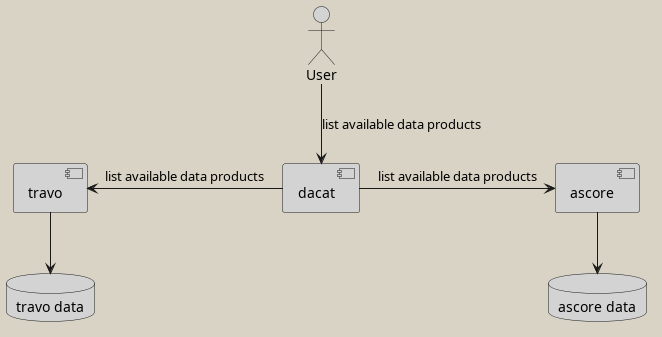 User
list available data products
list available data products
list available data products
travo
dacat
ascore
travo data
ascore data